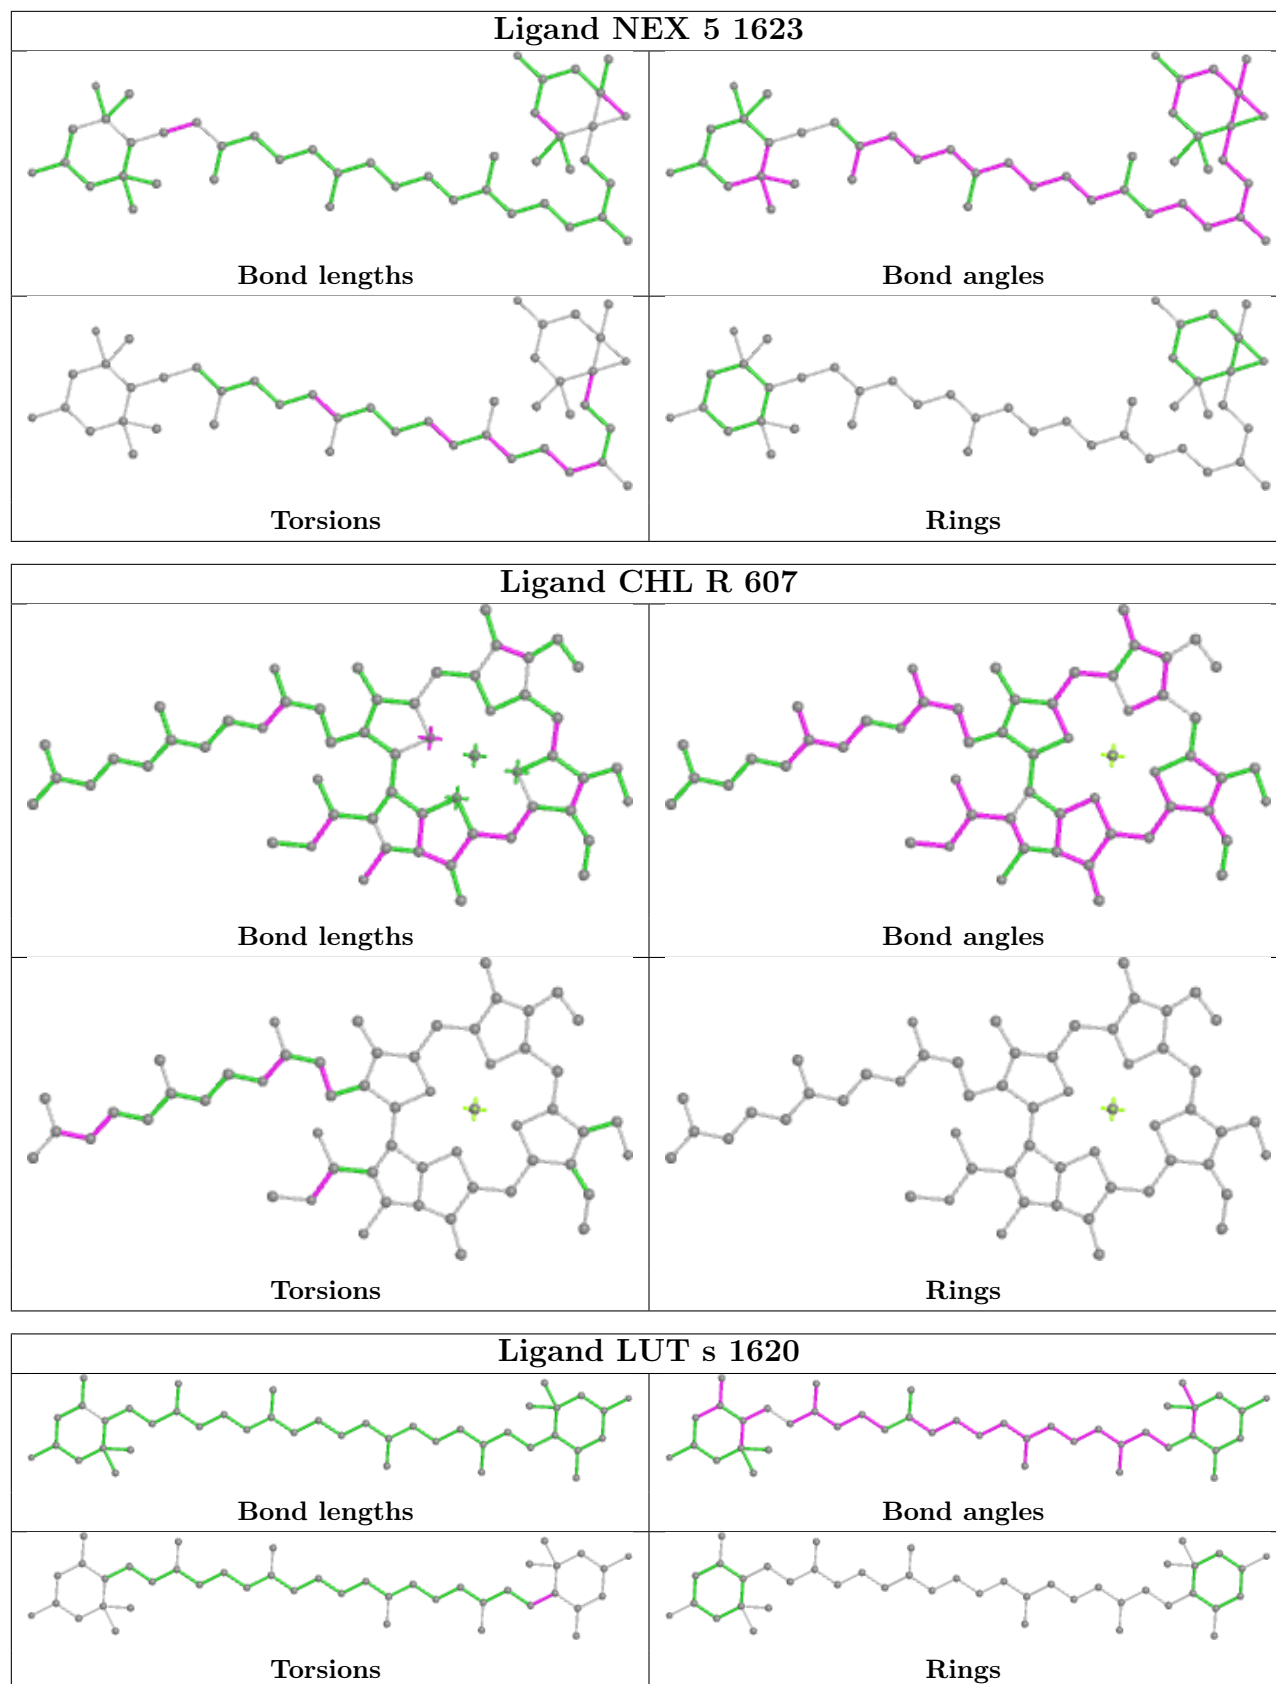 Ligand NEX 5 1623
Bond lengths
Bond angles
Torsions
Rings
Ligand CHL R 607
Bond lengths
Bond angles
Torsions
Rings
Ligand LUT s 1620
Bond lengths
Bond angles
Torsions
Rings